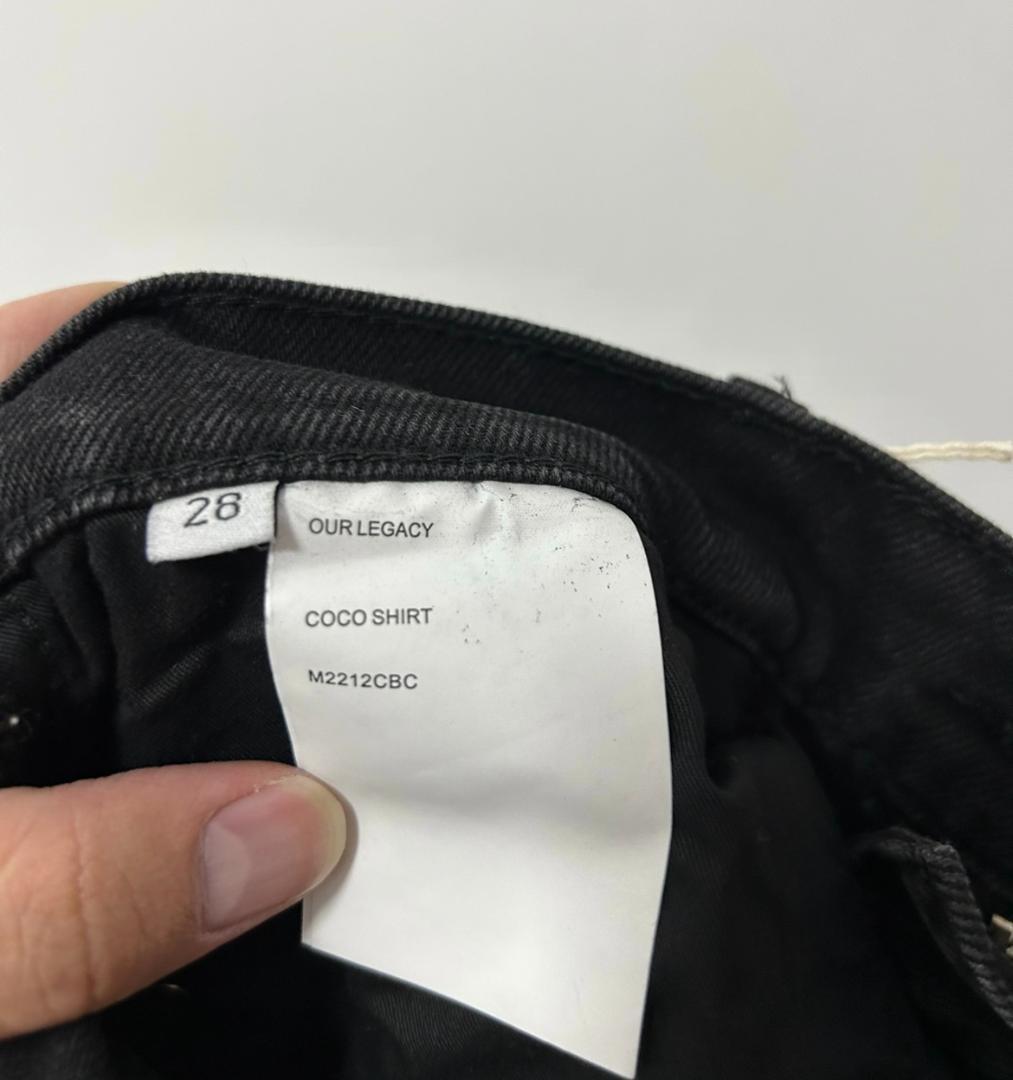 28
OUR LEGACY
COCO SHIRT
M2212CBC